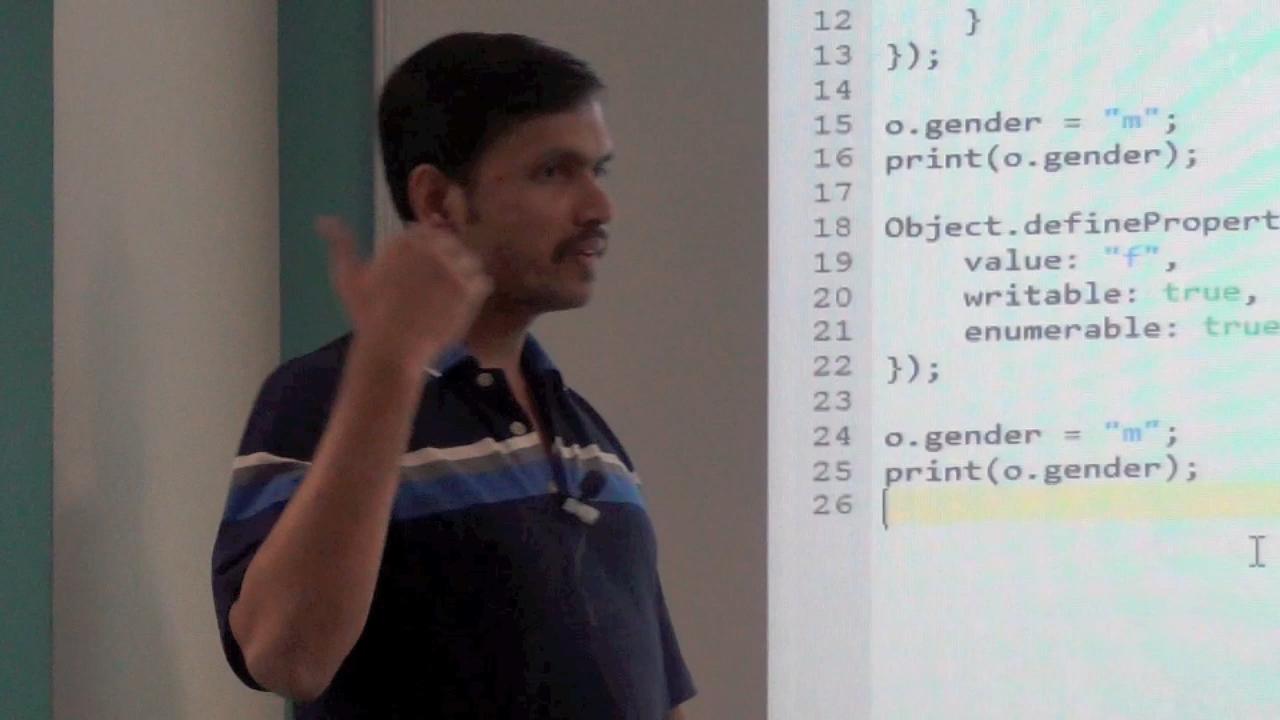 12 }
13 });
14
15 o.gender = "m";
16 print(o.gender);
17
18 Object.definePropert
19 value: "f",
20 writable: true,
21 enumerable: true
22 });
23
24 o.gender = "m";
25 print(o.gender);
26